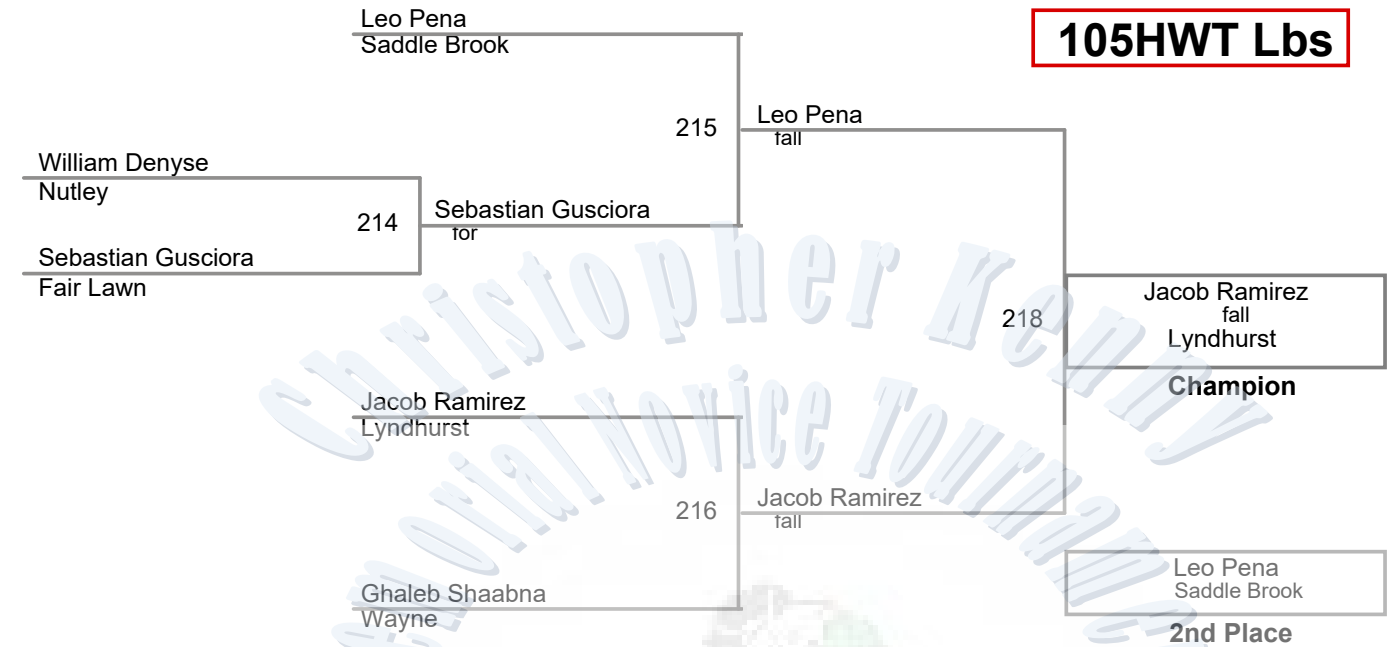 Leo Pena
Saddle Brook
105HWT Lbs
215
Leo Pena
fall
William Denyse
Nutley
214
Sebastian Gusciora
for
Sebastian Gusciora
Fair Lawn
218
Jacob Ramirez
fall
Lyndhurst
Champion
Jacob Ramirez
Lyndhurst
216
Jacob Ramirez
fall
Ghaleb Shaabna
Wayne
Leo Pena
Saddle Brook
2nd Place
Christopher Kenny
emorial Novice Tourname